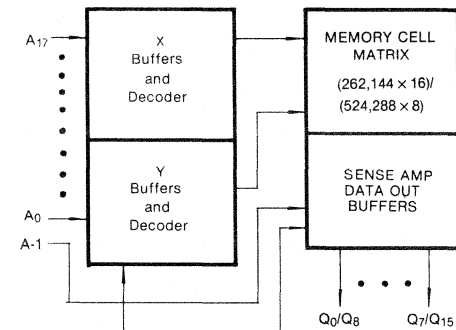 A17
X
Buffers
and
Decoder
MEMORY CELL
MATRIX
(262,144 × 16)/
(524,288 × 8)
Y
Buffers
and
Decoder
SENSE AMP
DATA OUT
BUFFERS
A0
A-1
Q0/Q8
Q7/Q15